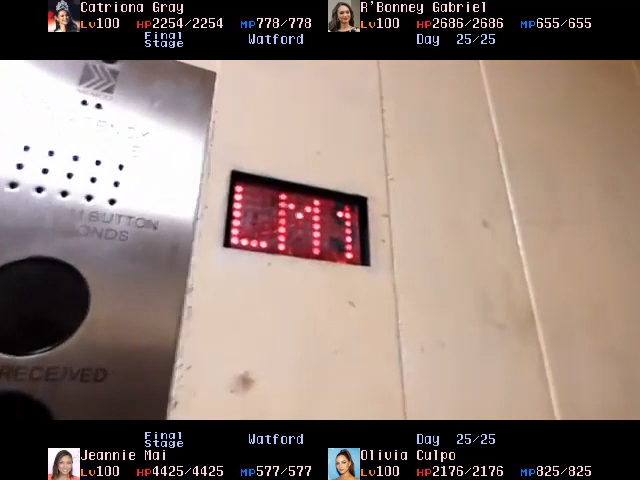 Catriona Gray
Lv100 HP2254/2254 MP778/778
R'Bonney Gabriel
Lv100 HP2686/2686 MP655/655
Final Stage Watford Day 25/25
BUTTON
RECEIVED
LM1
Final Stage Watford Day 25/25
Jeannie Mai
Lv100 HP4425/4425 MP577/577
Olivia Culpo
Lv100 HP2176/2176 MP825/825